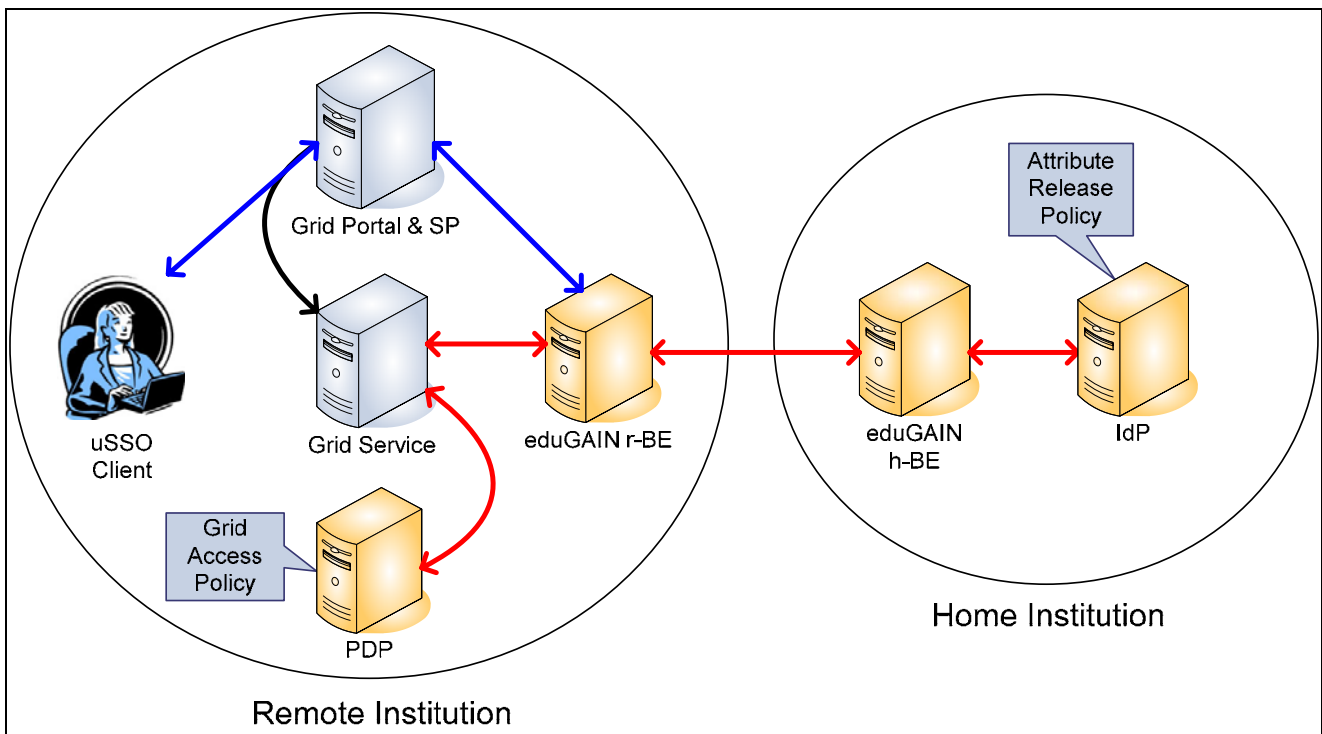 Grid Portal & SP
uSSO
Client
Grid Service
eduGAIN r-BE
Grid
Access
Policy
PDP
Remote Institution
Attribute
Release
Policy
eduGAIN
h-BE
IdP
Home Institution